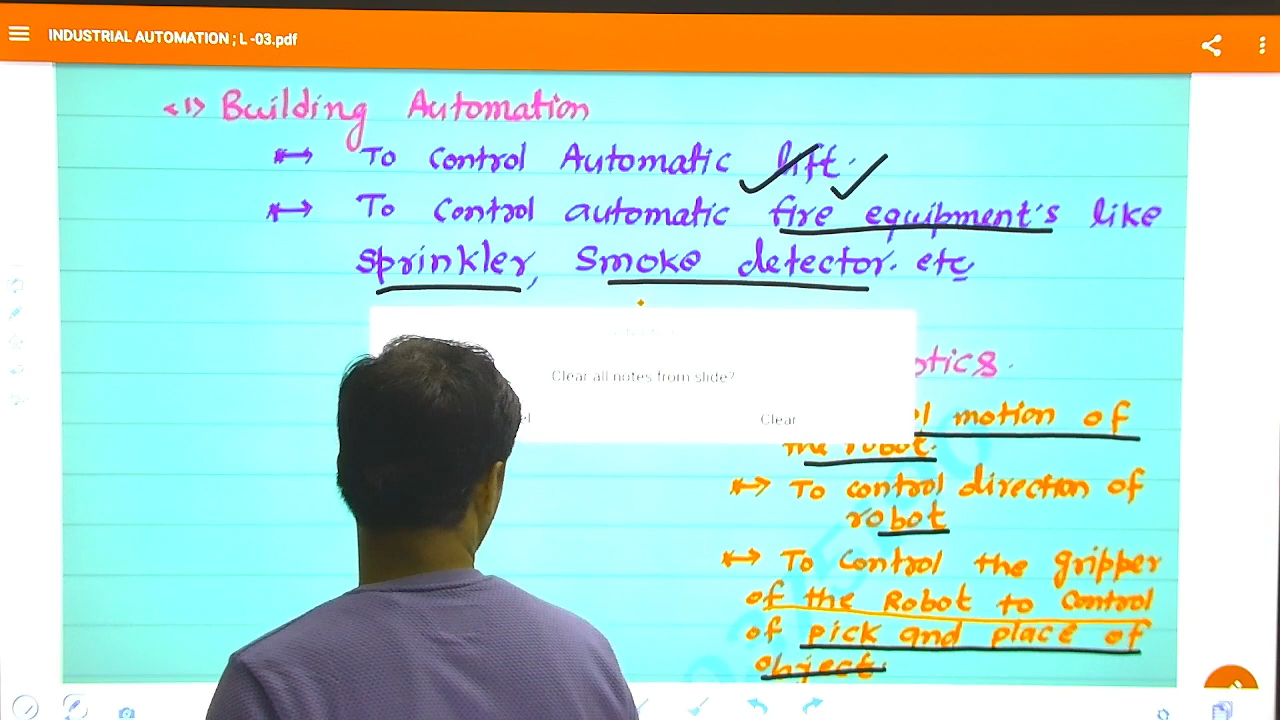 INDUSTRIAL AUTOMATION ; L -03.pdf
<1> Building Automation
To control Automatic lift.
To control automatic fire equipment's like
sprinkler, Smoke detector. etc
Clear all notes from slide?
Clear
motion of
the robot.
To control direction of
robot
To control the gripper
of the Robot to control
of pick and place of
object.